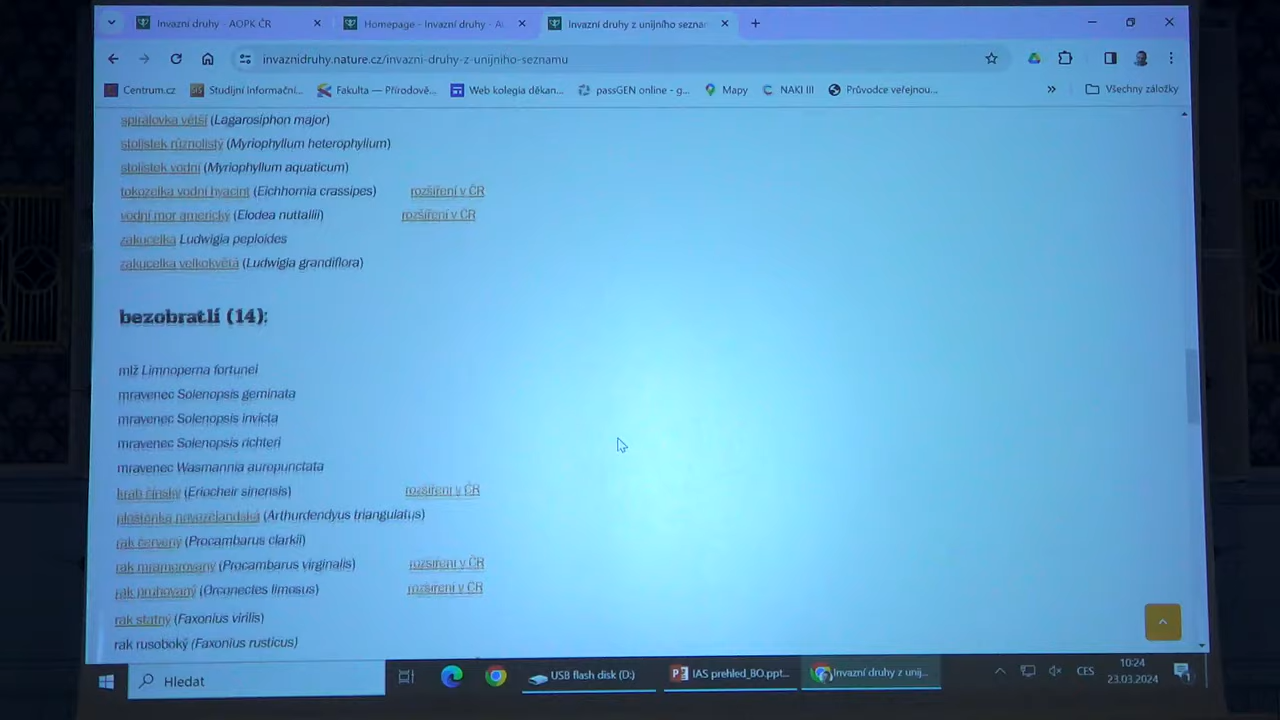 Invazní druhy - AOPK ČR
Homepage - Invazní druhy - A
Invazní druhy z unijního seznam
invaznidruhy.nature.cz/invazni-druhy-z-unijniho-seznamu
Centrum.cz
Studijní informační...
Fakulta — Přírodově...
Web kolegia děkan...
passGEN online - g...
Mapy
NAKI III
Průvodce veřejnou...
»
Všechny záložky
spirálovka větší (Lagarosiphon major)
stolístek různolistý (Myriophyllum heterophyllum)
stolístek vodní (Myriophyllum aquaticum)
tokozelka vodní hyacint (Eichhornia crassipes) rozšíření v ČR
vodní mor americký (Elodea nuttallii) rozšíření v ČR
zakucelka Ludwigia peploides
zakucelka velkokvětá (Ludwigia grandiflora)
bezobratlí (14):
mlž Limnoperna fortunei
mravenec Solenopsis geminata
mravenec Solenopsis invicta
mravenec Solenopsis richteri
mravenec Wasmannia auropunctata
krab čínský (Eriocheir sinensis) rozšíření v ČR
ploštěnka novozélandská (Arthurdendyus triangulatus)
rak červený (Procambarus clarkii)
rak mramorovaný (Procambarus virginalis) rozšíření v ČR
rak pruhovaný (Orconectes limosus) rozšíření v ČR
rak statný (Faxonius virilis)
rak rusoboký (Faxonius rusticus)
Hledat
USB flash disk (D:)
IAS prehled_BO.ppt...
Invazní druhy z unij...
CES
10:24
23.03.2024
1